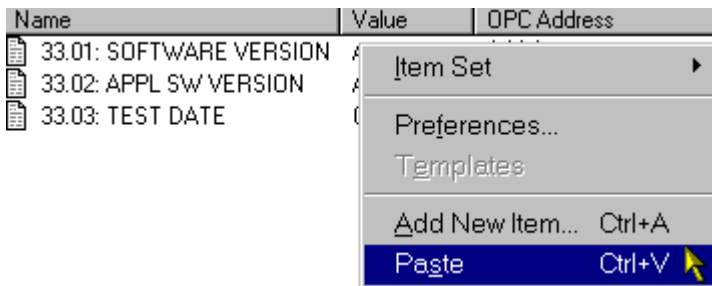 Name Value OPC Address
33.01: SOFTWARE VERSION
33.02: APPL SW VERSION
33.03: TEST DATE
Item Set
Preferences...
Templates
Add New Item... Ctrl+A
Paste Ctrl+V